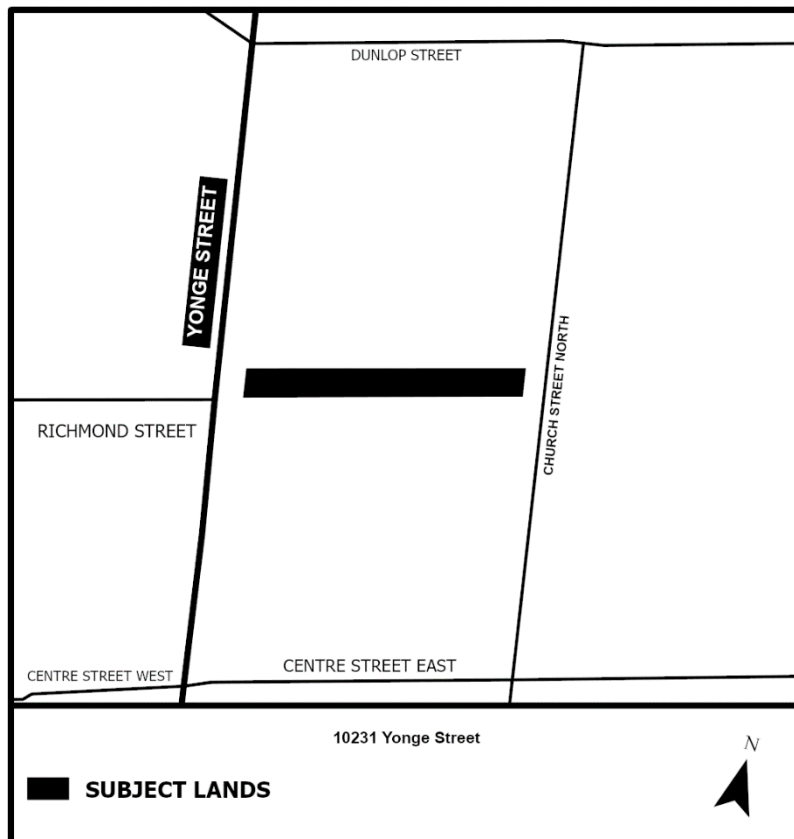 DUNLOP STREET
YONGE STREET
CHURCH STREET NORTH
RICHMOND STREET
CENTRE STREET EAST
CENTRE STREET WEST
10231 Yonge Street
N
SUBJECT LANDS